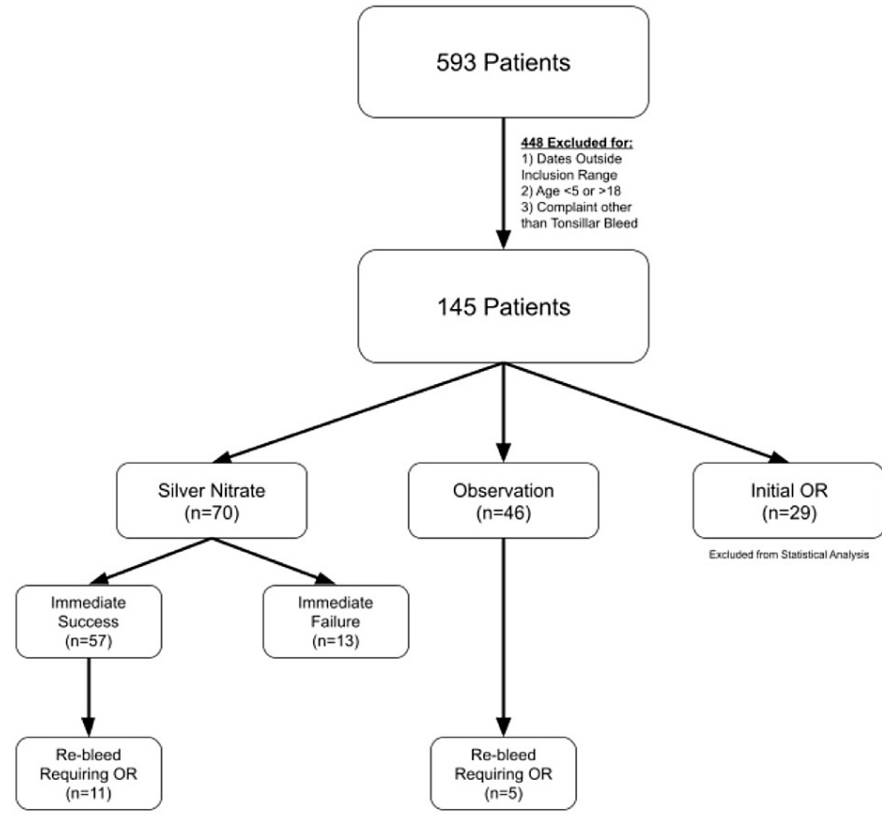 593 Patients
448 Excluded for:
1) Dates Outside
Inclusion Range
2) Age <5 or >18
3) Complaint other
than Tonsillar Bleed
145 Patients
Silver Nitrate
(n=70)
Observation
(n=46)
Initial OR
(n=29)
Excluded from Statistical Analysis
Immediate
Success
(n=57)
Immediate
Failure
(n=13)
Re-bleed
Requiring OR
(n=11)
Re-bleed
Requiring OR
(n=5)